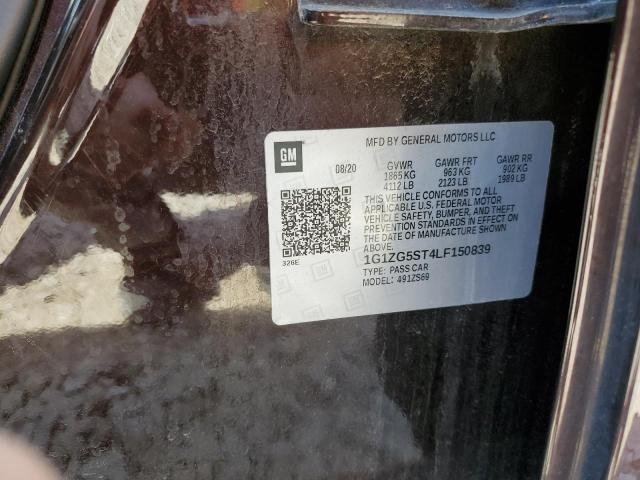 GM
MFD BY GENERAL MOTORS LLC
08/20 GVWR GAWR FRT GAWR RR
1865 KG 963 KG 902 KG
4112 LB 2123 LB 1989 LB
THIS VEHICLE CONFORMS TO ALL
APPLICABLE U.S. FEDERAL MOTOR
VEHICLE SAFETY, BUMPER, AND THEFT
PREVENTION STANDARDS IN EFFECT ON
THE DATE OF MANUFACTURE SHOWN
ABOVE.
326E
1G1ZG5ST4LF150839
TYPE: PASS CAR
MODEL: 491ZS69